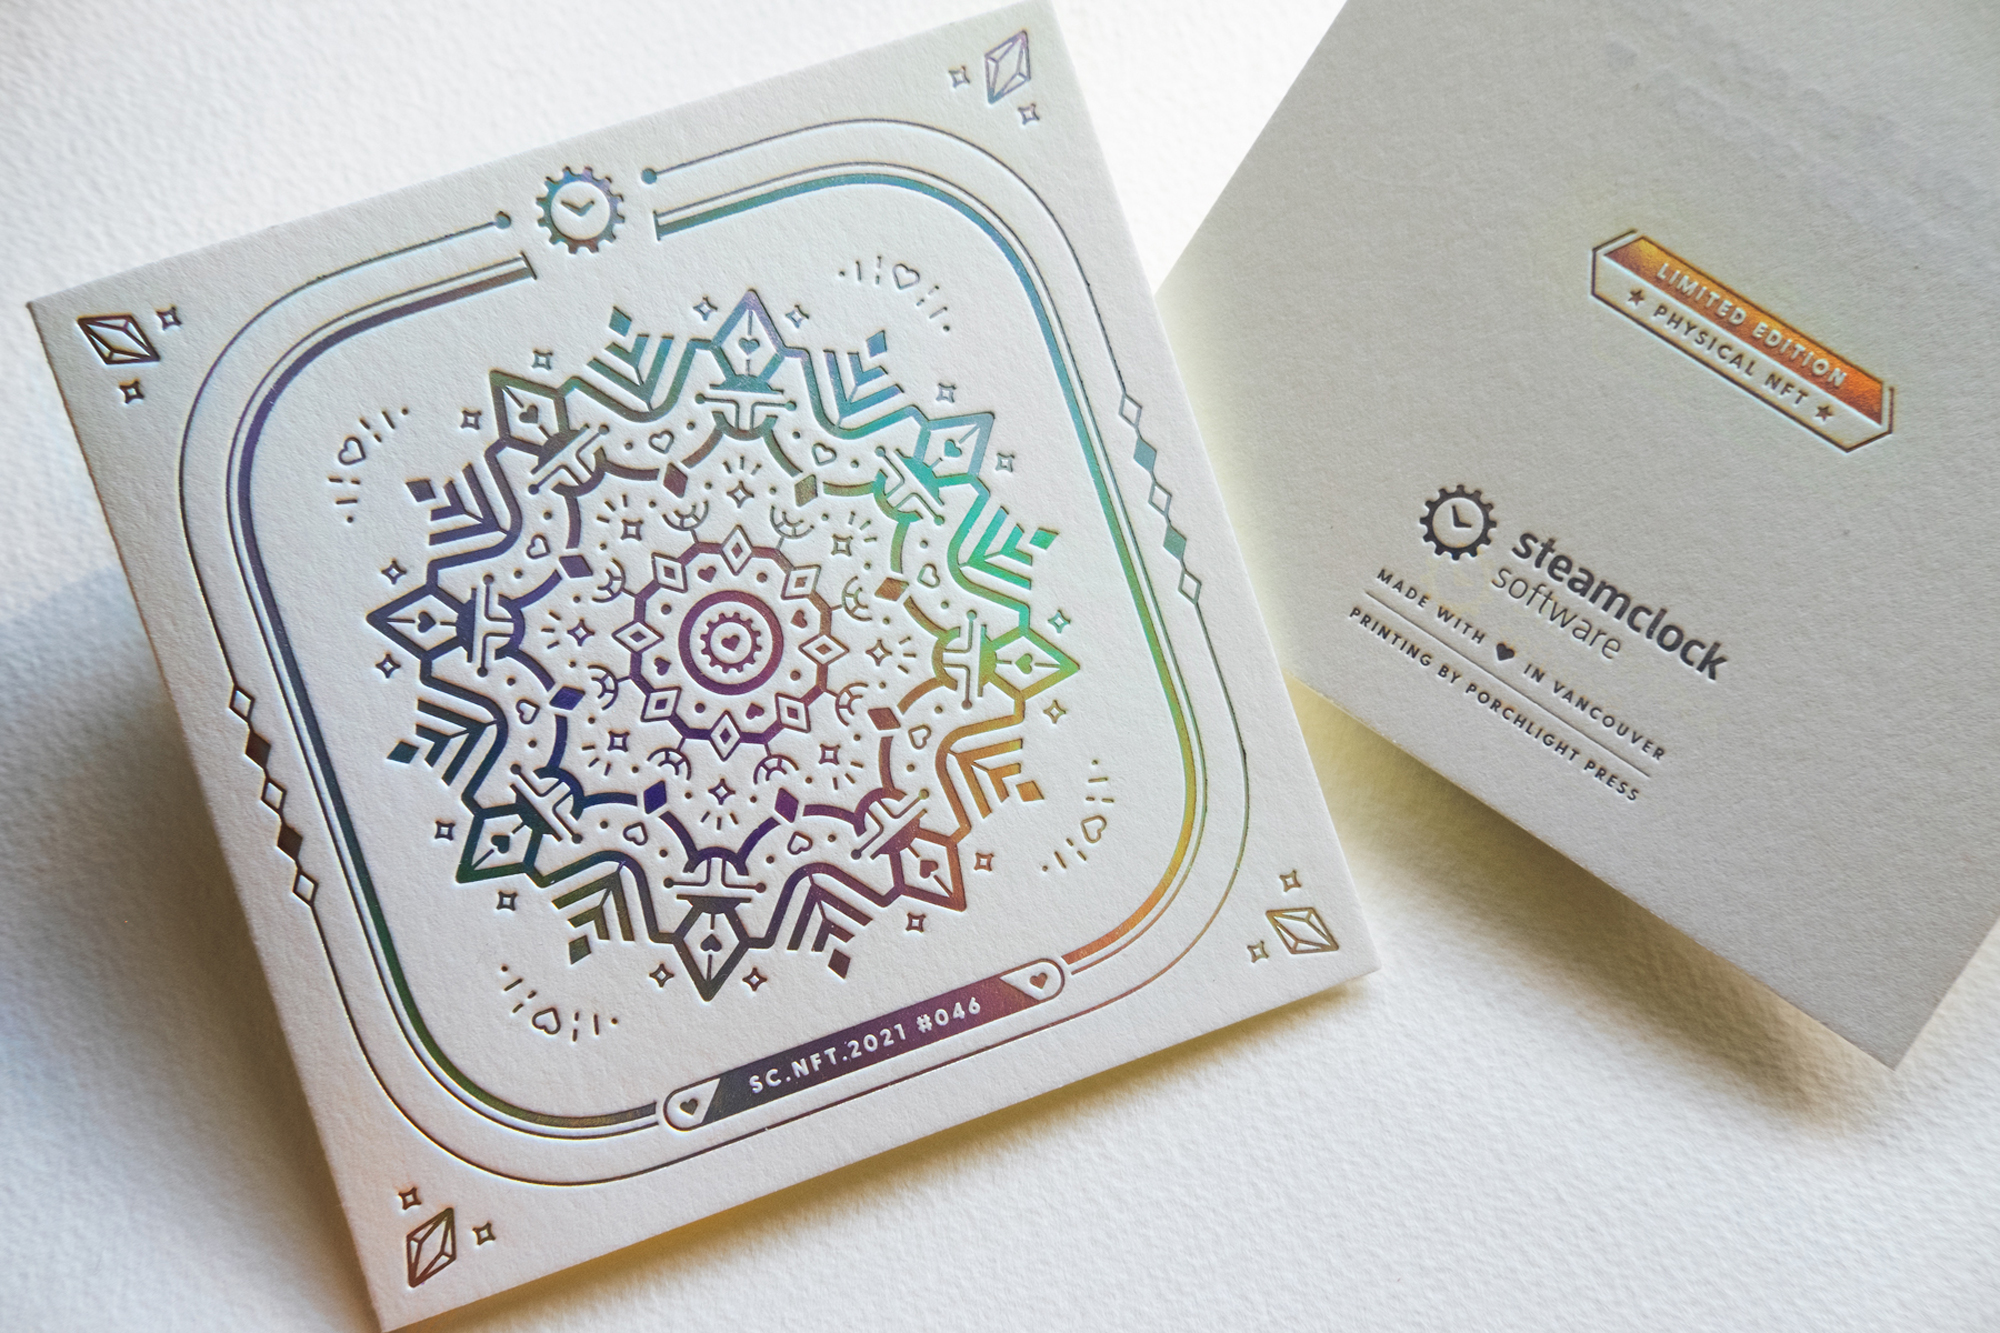 SC.NFT.2021 #046
LIMITED EDITION
★ PHYSICAL NFT ★
steamclock
software
MADE WITH ♥ IN VANCOUVER
PRINTING BY PORCHLIGHT PRESS